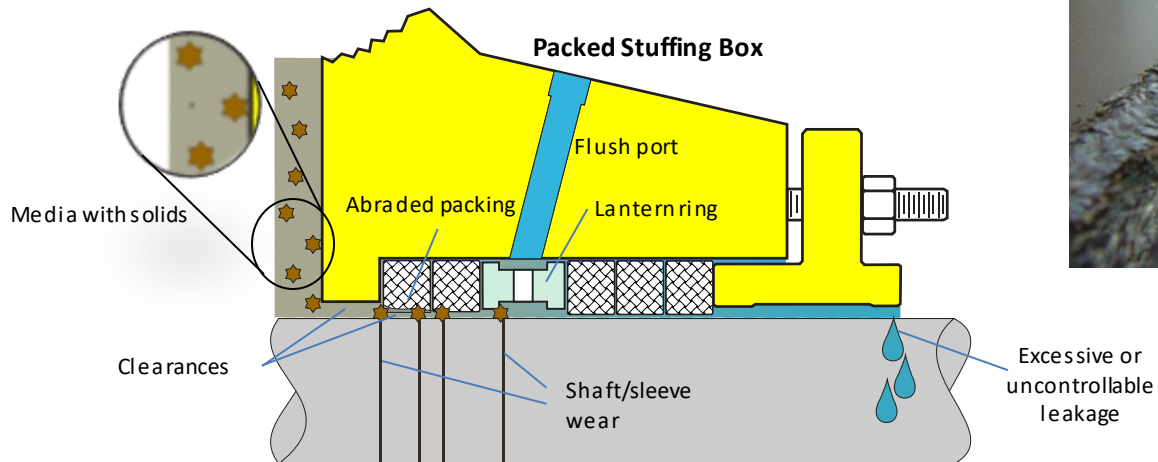 Packed Stuffing Box
Flush port
Abraded packing
Lantern ring
Media with solids
Clearances
Shaft/sleeve
wear
Excessive or
uncontrollable
leakage